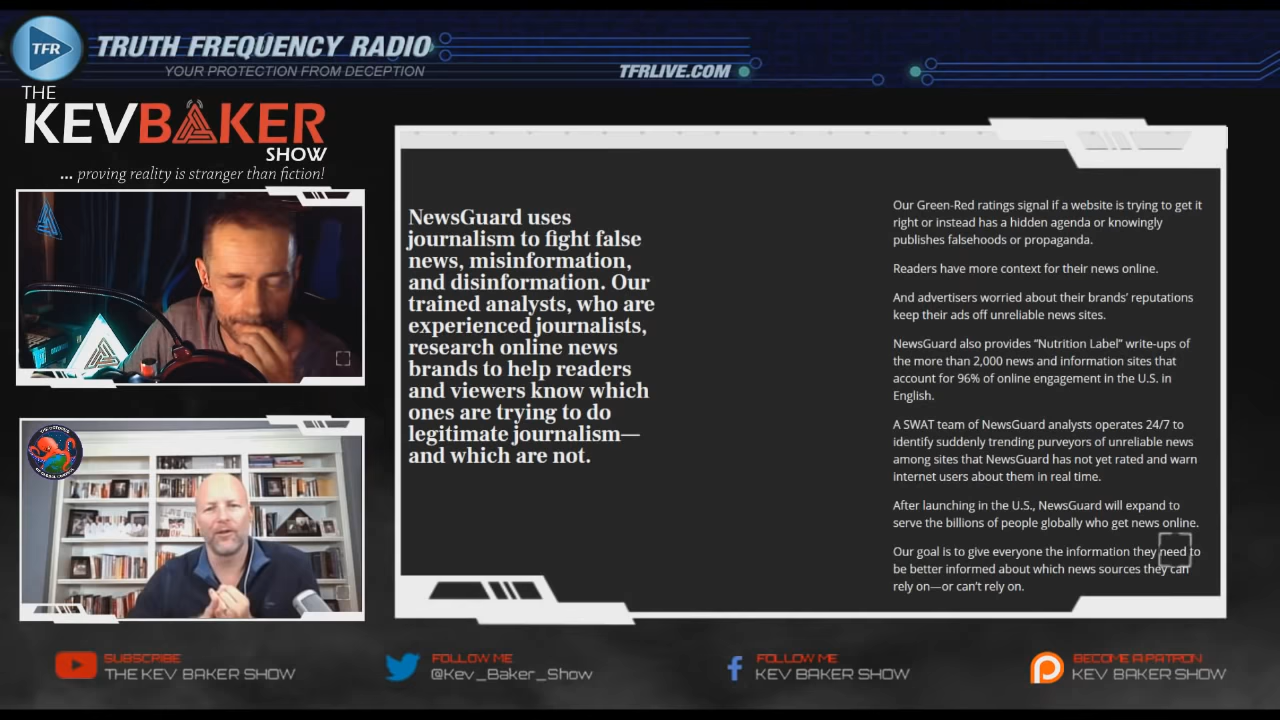 TFR
TRUTH FREQUENCY RADIO
YOUR PROTECTION FROM DECEPTION
TFRLIVE.COM
THE
KEVBAKER
SHOW
... proving reality is stranger than fiction!
NewsGuard uses
journalism to fight false
news, misinformation,
and disinformation. Our
trained analysts, who are
experienced journalists,
research online news
brands to help readers
and viewers know which
ones are trying to do
legitimate journalism—
and which are not.
Our Green-Red ratings signal if a website is trying to get it
right or instead has a hidden agenda or knowingly
publishes falsehoods or propaganda.
Readers have more context for their news online.
And advertisers worried about their brands’ reputations
keep their ads off unreliable news sites.
NewsGuard also provides “Nutrition Label” write-ups of
the more than 2,000 news and information sites that
account for 96% of online engagement in the U.S. in
English.
A SWAT team of NewsGuard analysts operates 24/7 to
identify suddenly trending purveyors of unreliable news
among sites that NewsGuard has not yet rated and warn
internet users about them in real time.
After launching in the U.S., NewsGuard will expand to
serve the billions of people globally who get news online.
Our goal is to give everyone the information they need to
be better informed about which news sources they can
rely on—or can’t rely on.
SUBSCRIBE
THE KEV BAKER SHOW
FOLLOW ME
@Kev_Baker_Show
FOLLOW ME
KEV BAKER SHOW
BECOME A PATRON
KEV BAKER SHOW